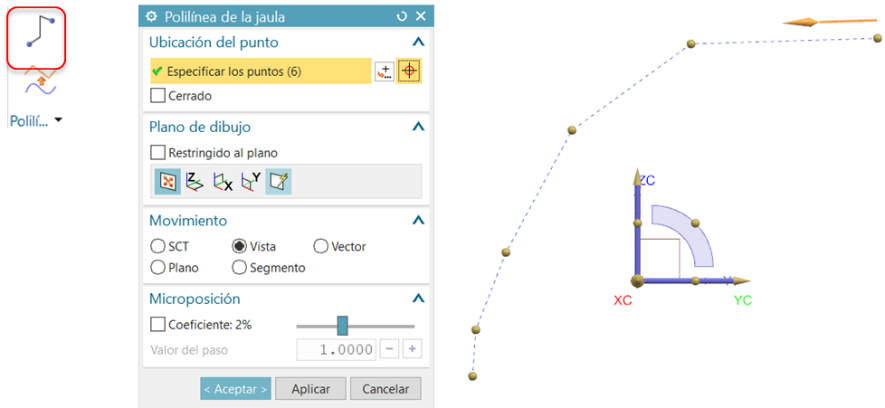 Polilí...
Polilínea de la jaula
Ubicación del punto
Especificar los puntos (6)
Cerrado
Plano de dibujo
Restringido al plano
Z
X
Y
Movimiento
SCT
Vista
Vector
Plano
Segmento
Microposición
Coeficiente: 2%
Valor del paso
1.0000
< Aceptar >
Aplicar
Cancelar
ZC
XC
YC